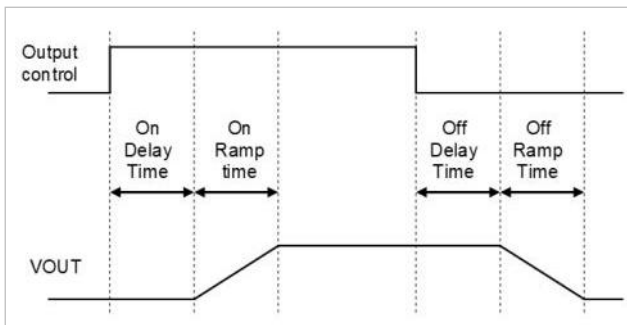 Output
control
On
Delay
Time
On
Ramp
time
Off
Delay
Time
Off
Ramp
Time
VOUT